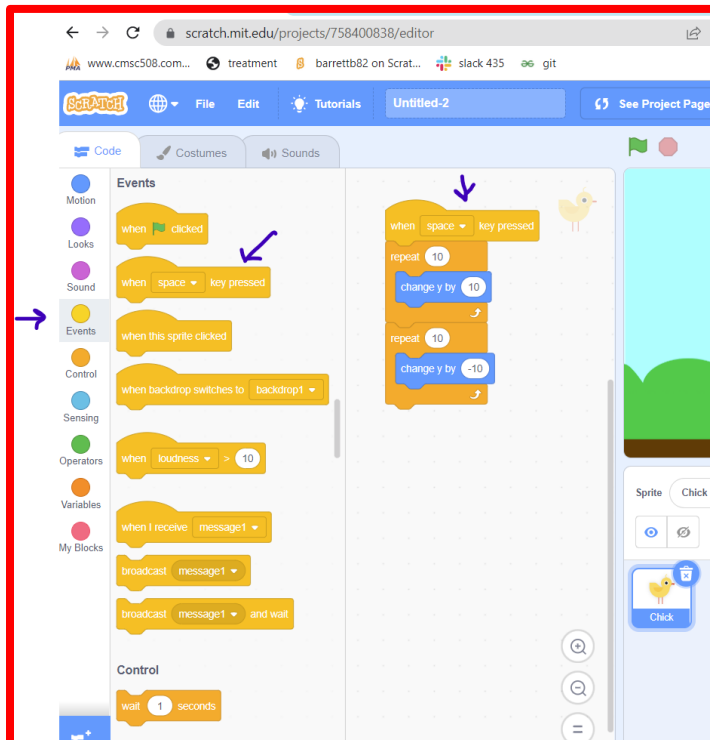 scratch.mit.edu/projects/758400838/editor
PMA www.cmsc508.com... treatment barrettb82 on Scrat... slack 435 git
SCRATCH File Edit Tutorials Untitled-2 See Project Page
Code Costumes Sounds
Motion
Looks
Sound
Events
Control
Sensing
Operators
Variables
My Blocks
Events
when clicked
when space key pressed
when this sprite clicked
when backdrop switches to backdrop1
when loudness > 10
when I receive message1
broadcast message1
broadcast message1 and wait
Control
wait 1 seconds
when space key pressed
repeat 10
change y by 10
repeat 10
change y by -10
Sprite Chick
Chick